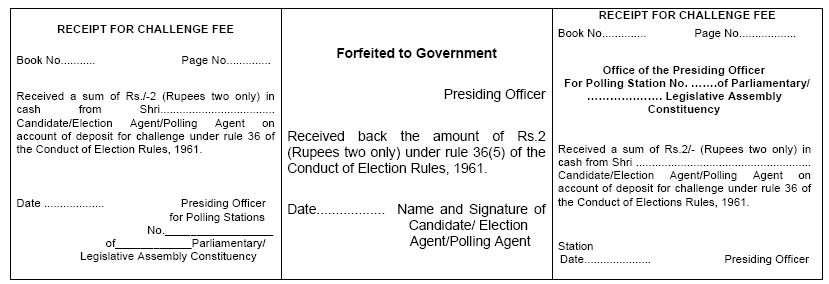 RECEIPT FOR CHALLENGE FEE
Book No........... Page No..............
Received a sum of Rs./-2 (Rupees two only) in
cash from Shri.....................................
Candidate/Election Agent/Polling Agent on
account of deposit for challenge under rule 36 of
the Conduct of Election Rules, 1961.
Date .................... Presiding Officer
for Polling Stations
No.___________________
of_____________Parliamentary/
Legislative Assembly Constituency
Forfeited to Government
Presiding Officer
Received back the amount of Rs.2
(Rupees two only) under rule 36(5) of the
Conduct of Election Rules, 1961.
Date.................. Name and Signature of
Candidate/ Election
Agent/Polling Agent
RECEIPT FOR CHALLENGE FEE
Book No.............. Page No...................
Office of the Presiding Officer
For Polling Station No. …….of Parliamentary/
………………... Legislative Assembly
Constituency
Received a sum of Rs.2/- (Rupees two only) in
cash from Shri .....................................................
Candidate/Election Agent/Polling Agent on
account of deposit for challenge under rule 36 of
the Conduct of Elections Rules, 1961.
Station
Date...................... Presiding Officer